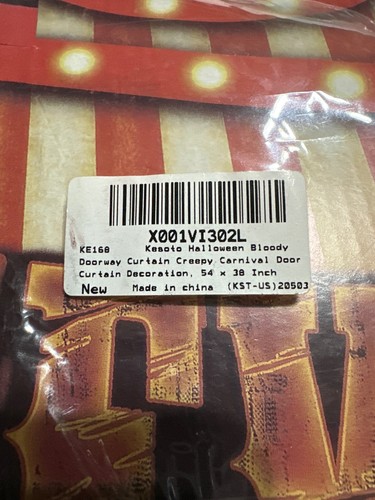 X001VI302L
KE168 Kesoto Halloween Bloody
Doorway Curtain Creepy Carnival Door
Curtain Decoration, 54 x 38 Inch
New Made in china (KST-US)20503